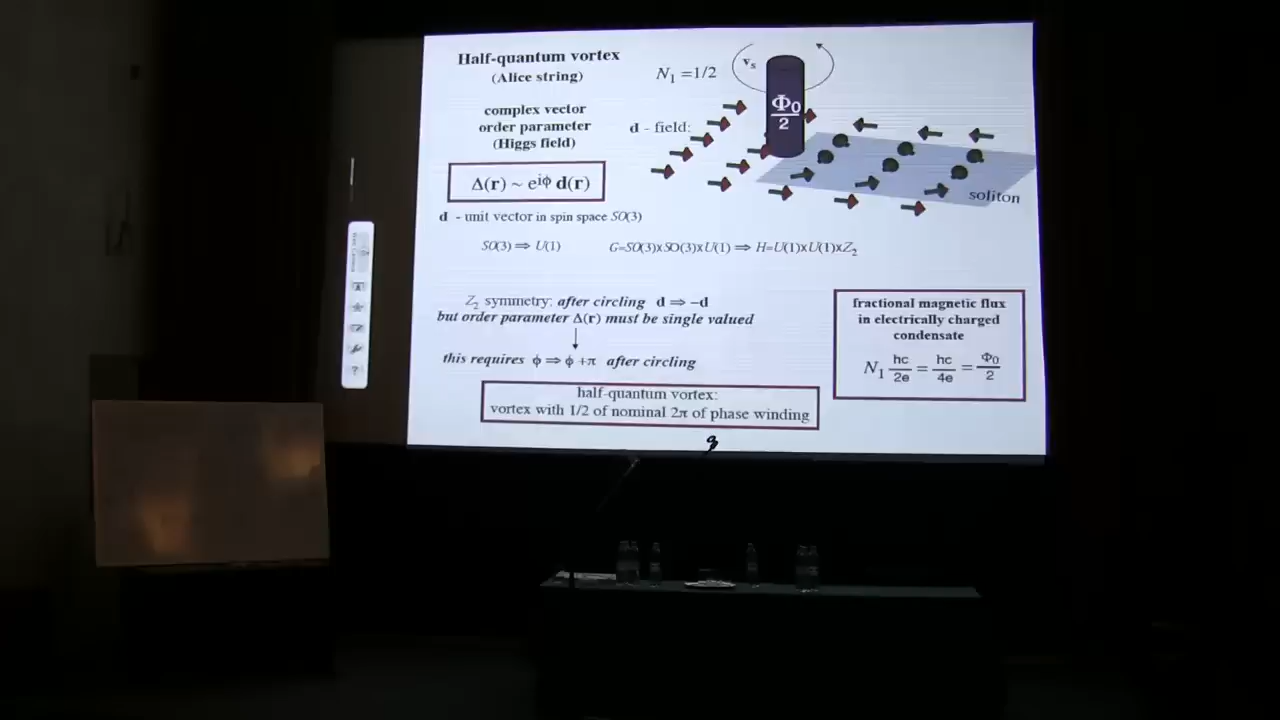 Half-quantum vortex
(Alice string)
N₁ =1/2
vₛ
Φ₀
2
complex vector
order parameter
(Higgs field)
d - field:
Δ(r) ~ e^iϕ d(r)
soliton
d - unit vector in spin space SO(3)
SO(3) ⇒ U(1)
G=SO(3)xSO(3)xU(1) ⇒ H=U(1)xU(1)xZ₂
Z₂ symmetry: after circling d ⇒ –d
but order parameter Δ(r) must be single valued
this requires ϕ ⇒ ϕ +π after circling
half-quantum vortex:
vortex with 1/2 of nominal 2π of phase winding
fractional magnetic flux
in electrically charged
condensate
N₁ hc/2e = hc/4e = Φ₀/2
?